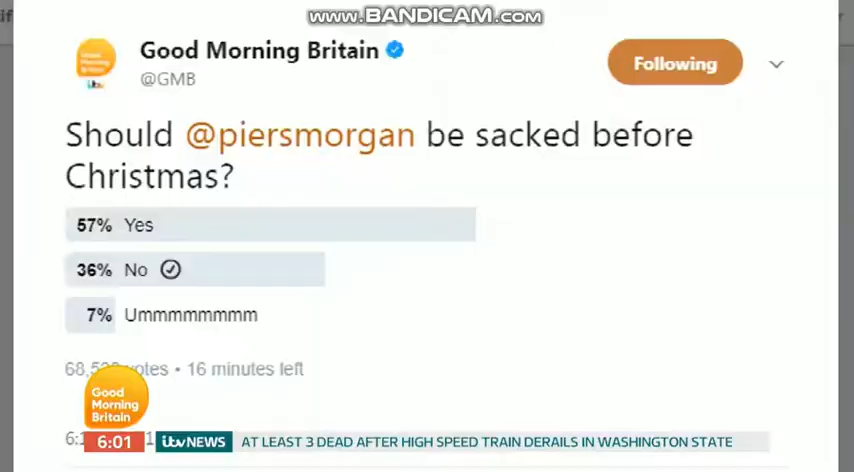 www.BANDICAM.com
Good Morning Britain
Following
@GMB
Should @piersmorgan be sacked before
Christmas?
57% Yes
36% No
7% Ummmmmmmm
votes • 16 minutes left
Good
Morning
Britain
6:01 itv NEWS AT LEAST 3 DEAD AFTER HIGH SPEED TRAIN DERAILS IN WASHINGTON STATE